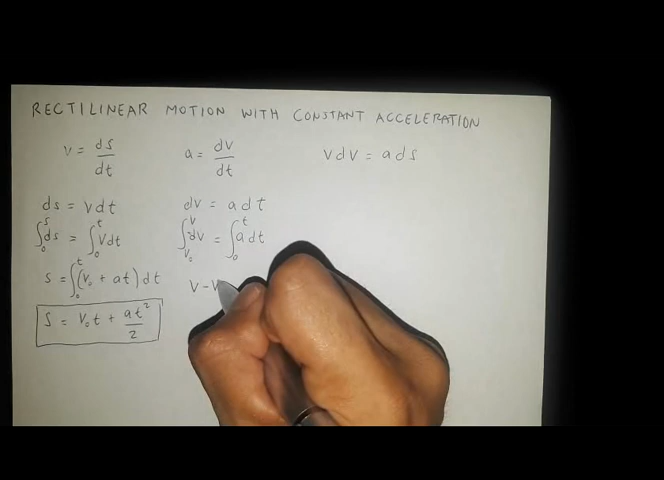 RECTILINEAR MOTION WITH CONSTANT ACCELERATION
v = ds/dt
ds = vdt
∫₀ˢ ds = ∫₀ᵗ vdt
s = ∫₀ᵗ (v₀ + at) dt
s = v₀t + at²/2
a = dv/dt
dv = adt
∫ᵥ₀ᵛ dv = ∫₀ᵗ adt
v - v
vdv = ads